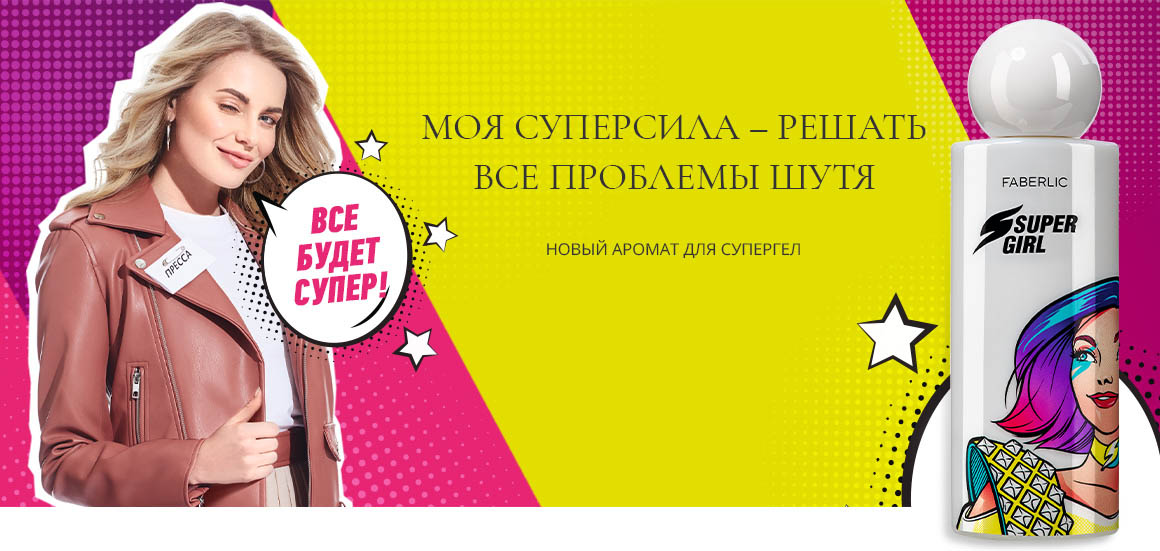 МОЯ СУПЕРСИЛА – РЕШАТЬ
ВСЕ ПРОБЛЕМЫ ШУТЯ
НОВЫЙ АРОМАТ ДЛЯ СУПЕРГЕЛ
ВСЕ
БУДЕТ
СУПЕР!
ПРЕССА
FABERLIC
SUPER
GIRL